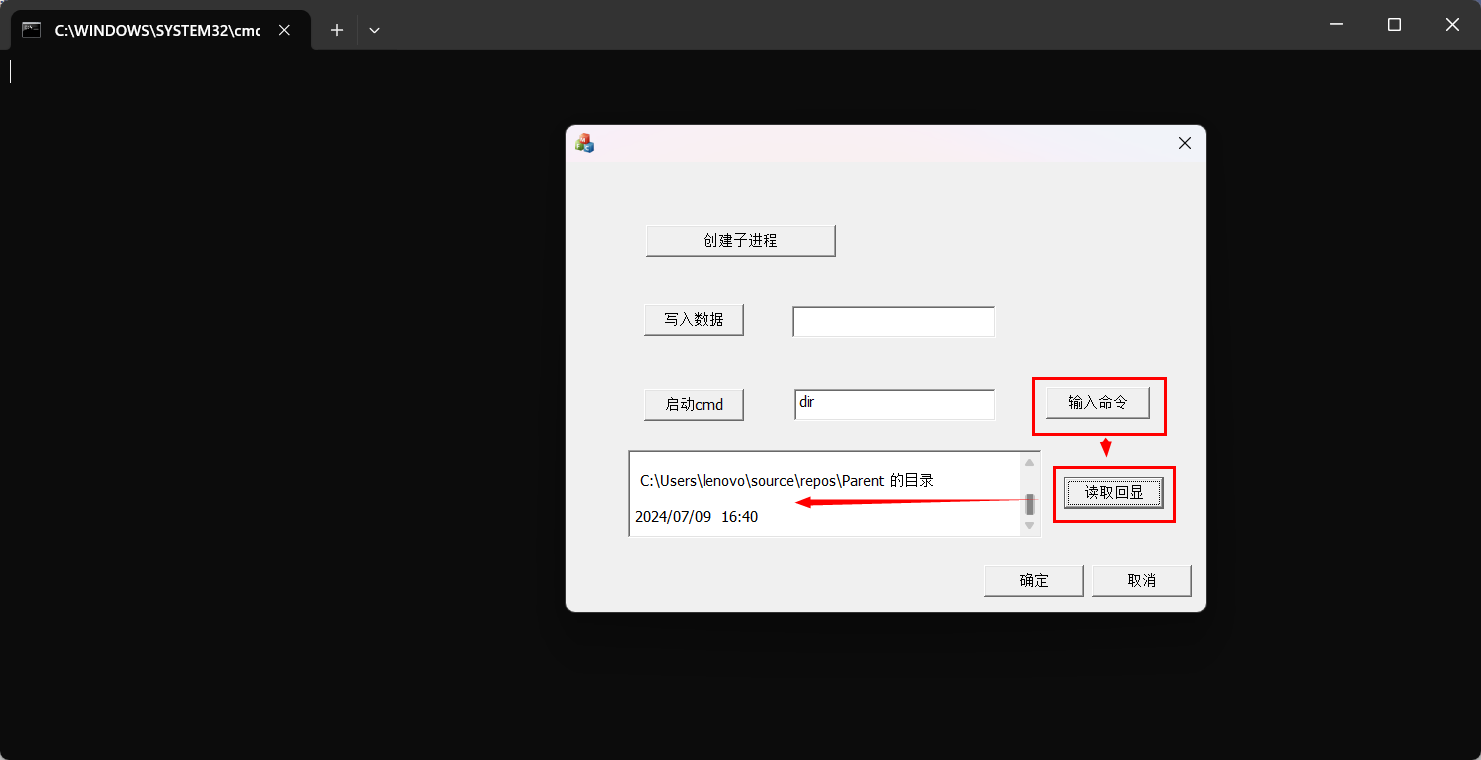 C:\WINDOWS\SYSTEM32\cmd
创建子进程
写入数据
启动cmd
dir
输入命令
C:\Users\lenovo\source\repos\Parent 的目录
2024/07/09 16:40
读取回显
确定
取消